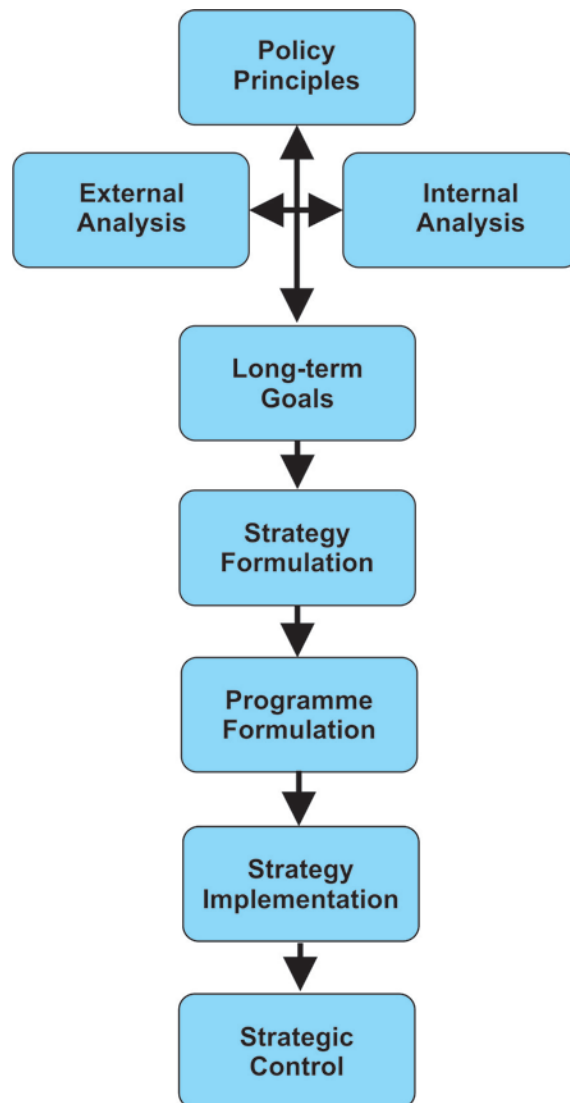 Policy
Principles
External
Analysis
Internal
Analysis
Long-term
Goals
Strategy
Formulation
Programme
Formulation
Strategy
Implementation
Strategic
Control